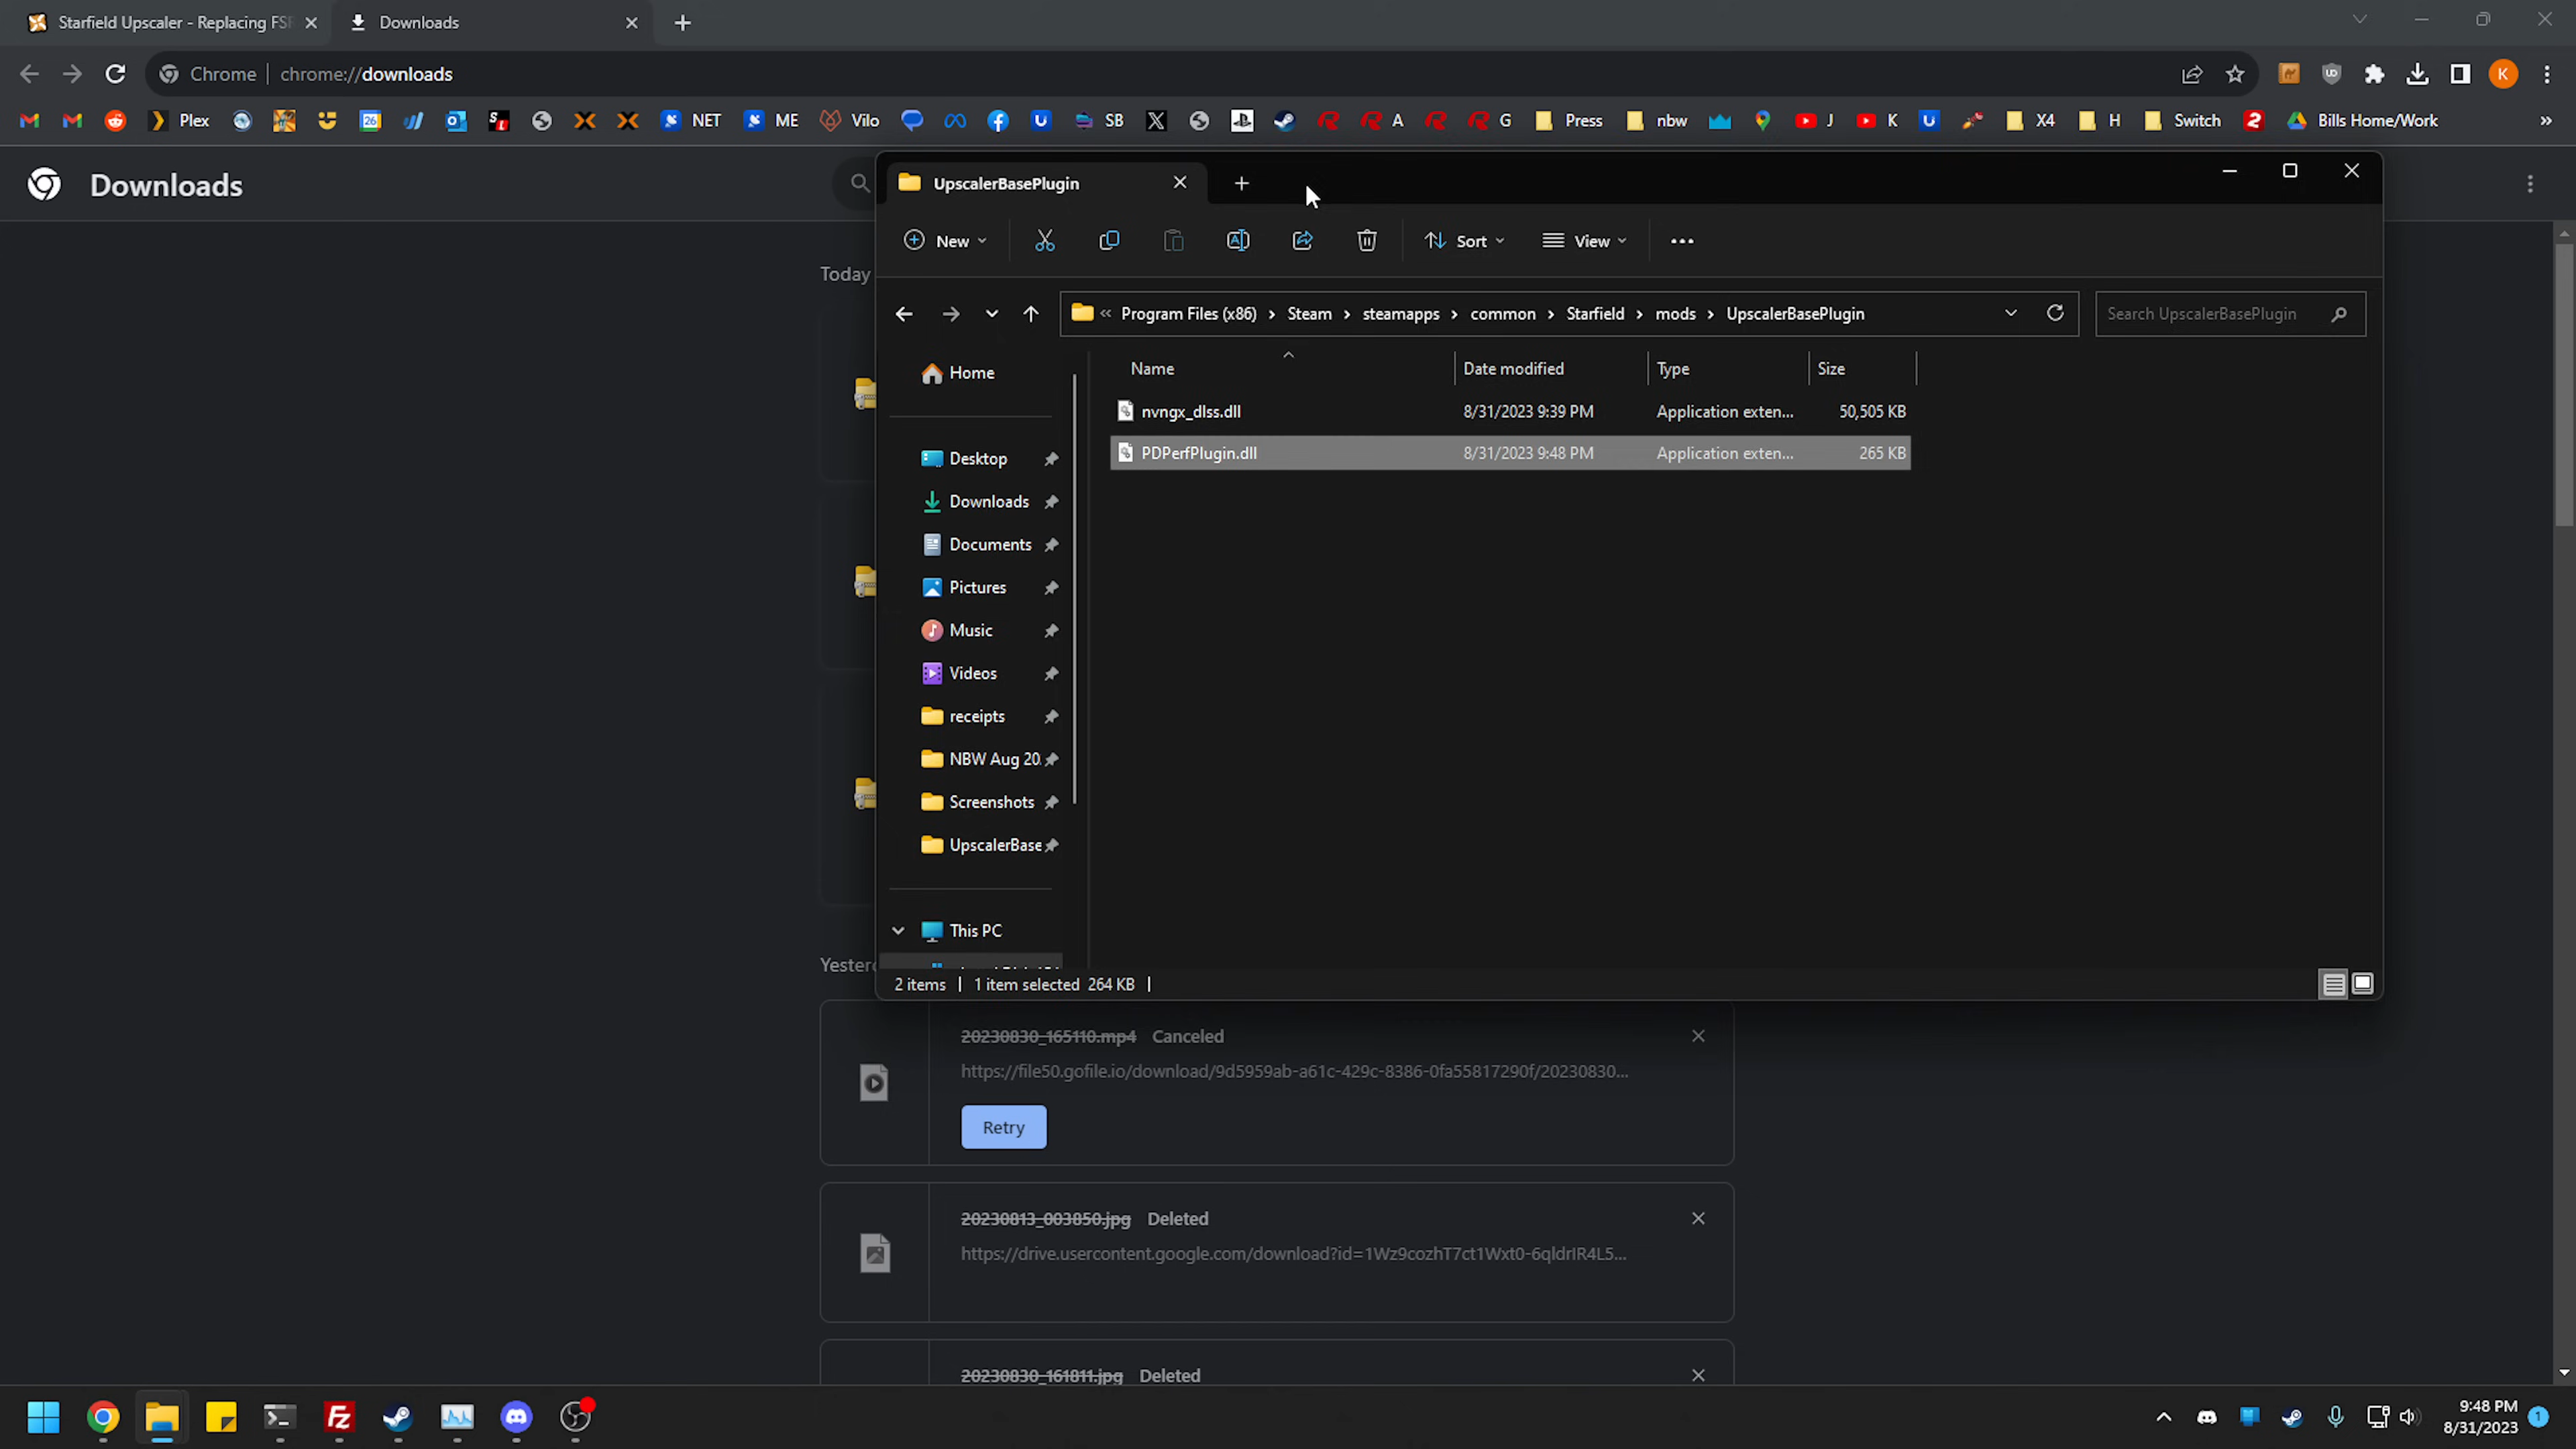 Starfield Upscaler - Replacing FSR
Downloads
Chrome
chrome://downloads
Plex
26
NET
ME
Vilo
SB
A
G
Press
nbw
J
K
X4
H
Switch
Bills Home/Work
K
Downloads
UpscalerBasePlugin
New
Sort
View
Today
Program Files (x86) > Steam > steamapps > common > Starfield > mods > UpscalerBasePlugin
Search UpscalerBasePlugin
Name
Date modified
Type
Size
nvngx_dlss.dll
8/31/2023 9:39 PM
Application exten...
50,505 KB
PDPerfPlugin.dll
8/31/2023 9:48 PM
Application exten...
265 KB
Home
Desktop
Downloads
Documents
Pictures
Music
Videos
receipts
NBW Aug 20
Screenshots
UpscalerBase
This PC
2 items
1 item selected 264 KB
20230830_165110.mp4 Canceled
https://file50.gofile.io/download/9d5959ab-a61c-429c-8386-0fa55817290f/20230830...
Retry
20230813_003850.jpg Deleted
https://drive.usercontent.google.com/download?id=1Wz9cozhT7ct1Wxt0-6qldrIR4L5...
20230830_161811.jpg Deleted
9:48 PM
8/31/2023
1